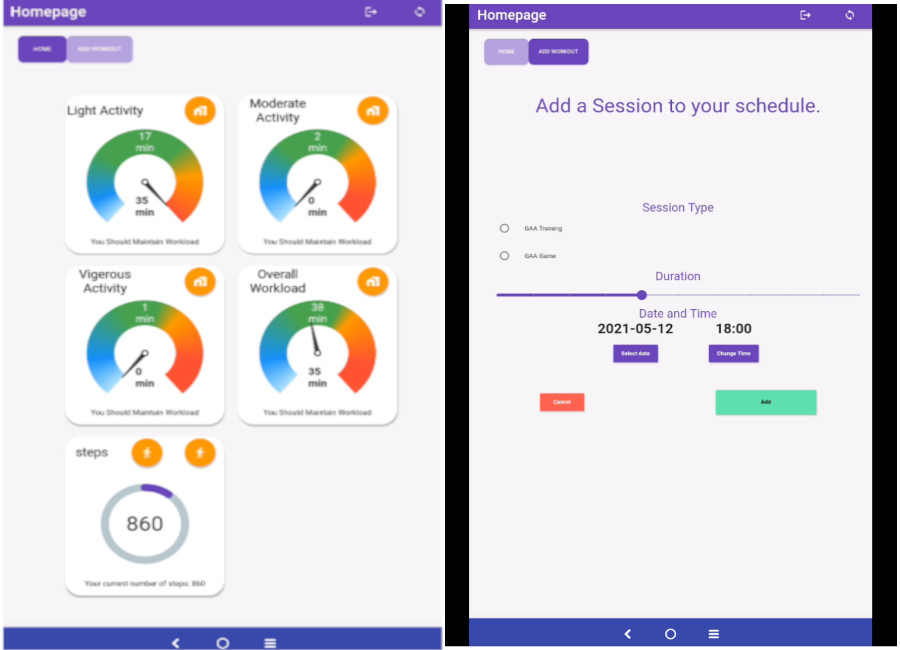 Homepage
HOME
ADD WORKOUT
Light Activity
17
min
35
min
You Should Maintain Workload
Moderate
Activity
2
min
0
min
You Should Maintain Workload
Vigerous
Activity
1
min
0
min
You Should Maintain Workload
Overall
Workload
38
min
35
min
You Should Maintain Workload
steps
860
Your current number of steps: 860
Homepage
HOME
ADD WORKOUT
Add a Session to your schedule.
Session Type
GAA Training
GAA Game
Duration
Date and Time
2021-05-12 18:00
Select date Change Time
Cancel Add